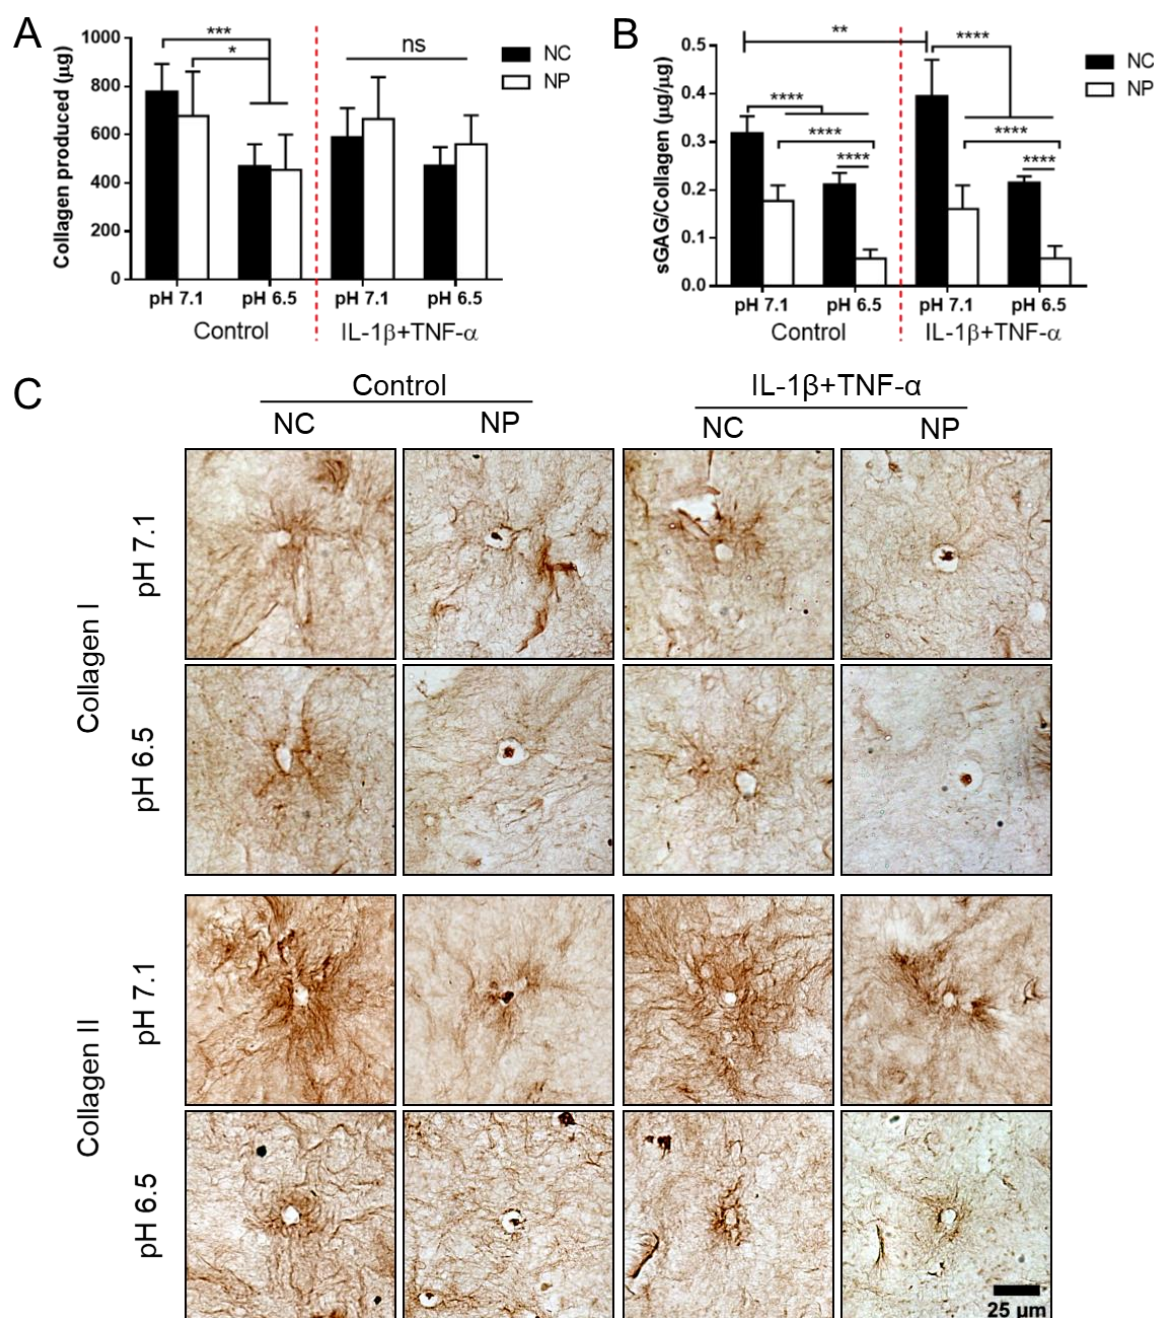 A
Collagen produced (µg)
1000
800
600
400
200
0
***
*
ns
NC
NP
pH 7.1
pH 6.5
pH 7.1
pH 6.5
Control
IL-1β+TNF-α
B
sGAG/Collagen (µg/µg)
0.5
0.4
0.3
0.2
0.1
0.0
**
****
****
****
****
****
****
NC
NP
pH 7.1
pH 6.5
pH 7.1
pH 6.5
Control
IL-1β+TNF-α
C
Control
IL-1β+TNF-α
NC
NP
NC
NP
Collagen I
pH 7.1
pH 6.5
Collagen II
pH 7.1
pH 6.5
25 µm